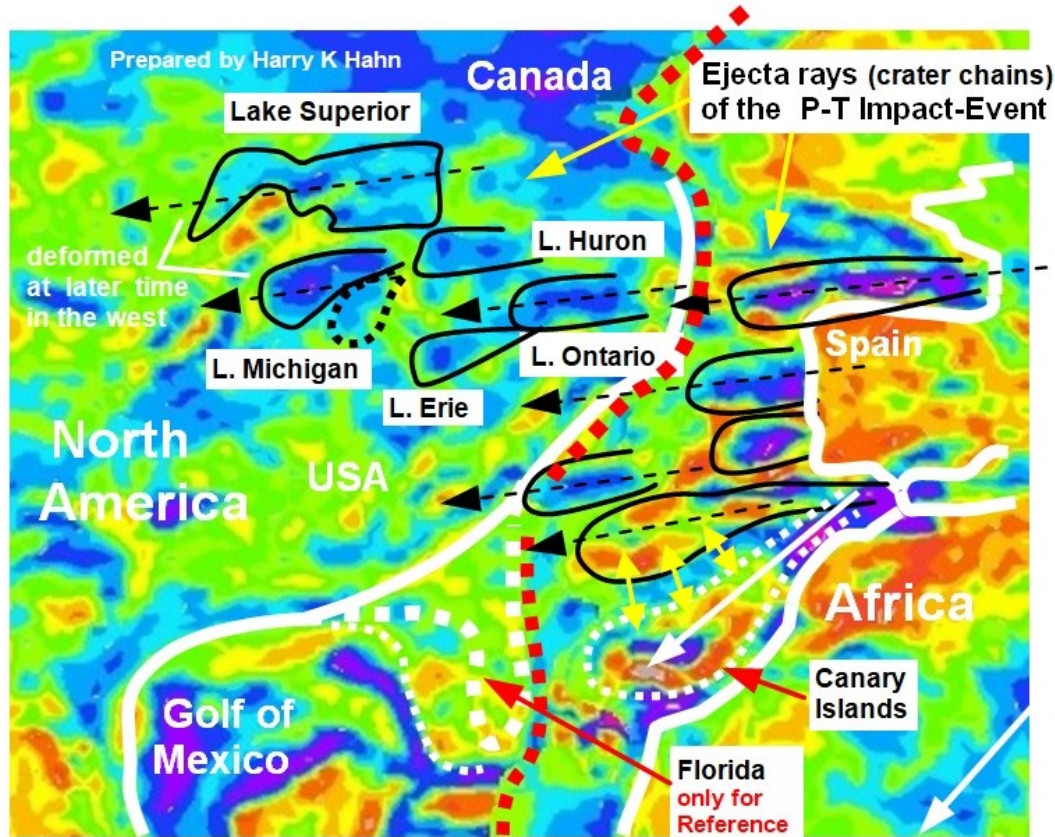 Prepared by Harry K Hahn
Canada
Ejecta rays (crater chains)
of the P-T Impact-Event
Lake Superior
L. Huron
deformed
at later time
in the west
Spain
L. Michigan
L. Ontario
L. Erie
North
America
USA
Africa
Canary
Islands
Golf of
Mexico
Florida
only for
Reference